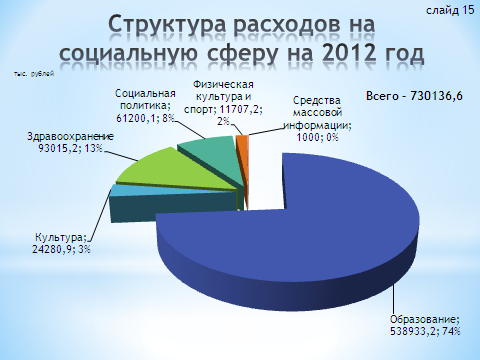 слайд 15
Структура расходов на
социальную сферу на 2012 год
тыс. рублей
Всего - 730136,6
Физическая
культура и
спорт; 11707,2;
2%
Социальная
политика;
61200,1; 8%
Средства
массовой
информации;
1000; 0%
Здравоохранение
93015,2; 13%
Культура;
24280,9; 3%
Образование;
538933,2; 74%